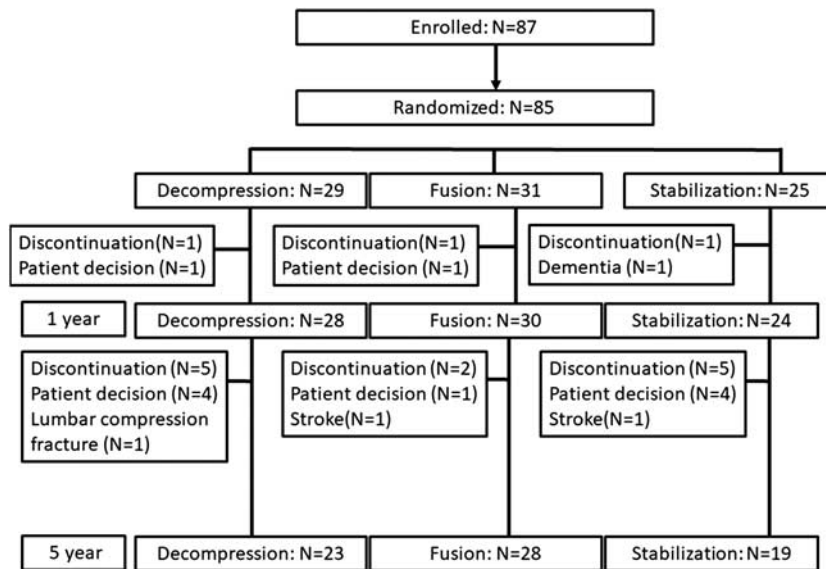 Enrolled: N=87
Randomized: N=85
Decompression: N=29
Fusion: N=31
Stabilization: N=25
Discontinuation(N=1)
Patient decision (N=1)
Discontinuation (N=1)
Patient decision (N=1)
Discontinuation(N=1)
Dementia (N=1)
1 year
Decompression: N=28
Fusion: N=30
Stabilization: N=24
Discontinuation (N=5)
Patient decision (N=4)
Lumbar compression
fracture (N=1)
Discontinuation (N=2)
Patient decision (N=1)
Stroke(N=1)
Discontinuation (N=5)
Patient decision (N=4)
Stroke(N=1)
5 year
Decompression: N=23
Fusion: N=28
Stabilization: N=19